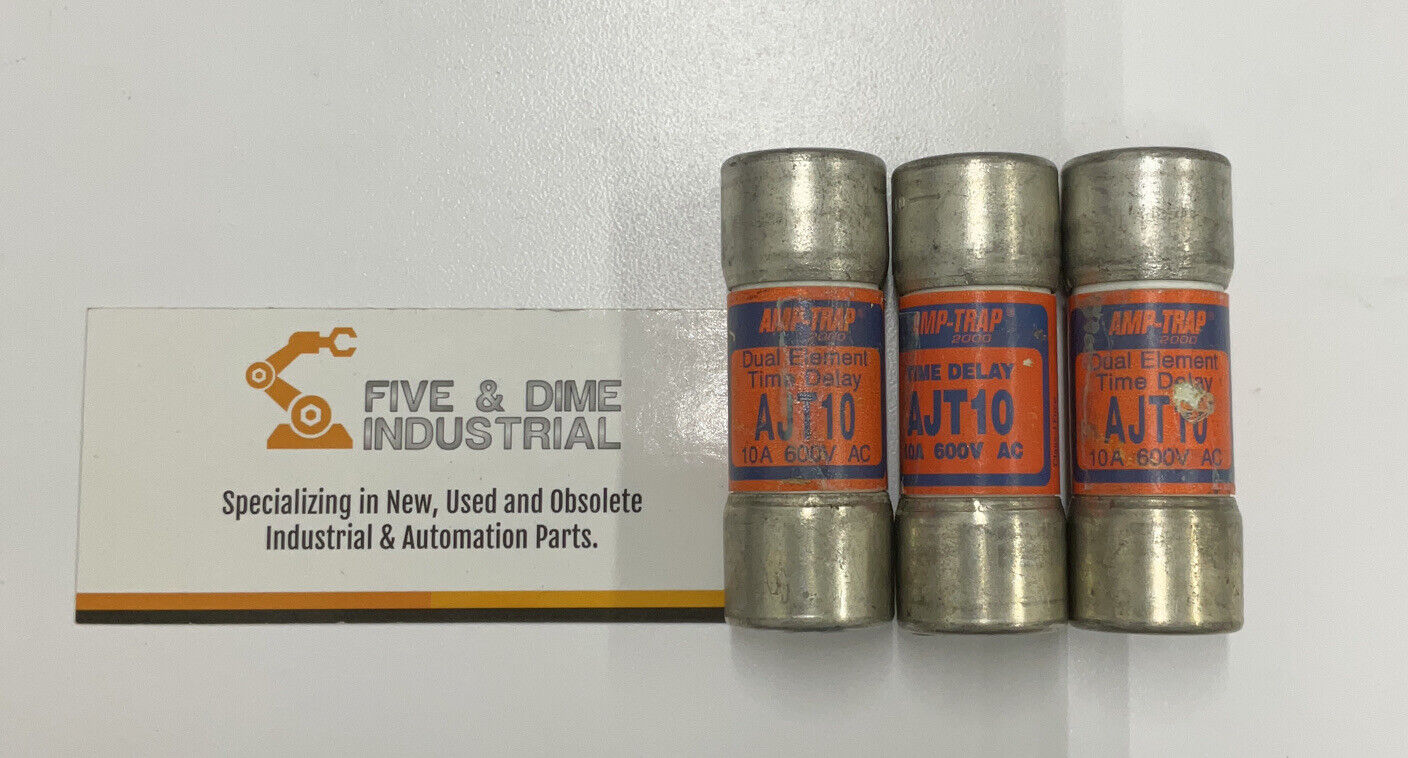 FIVE & DIME
INDUSTRIAL
Specializing in New, Used and Obsolete
Industrial & Automation Parts.
AMP-TRAP®
2000
Dual Element
Time Delay
AJT10
10A 600V AC
AMP-TRAP®
2000
TIME DELAY
AJT10
10A 600V AC
AMP-TRAP®
2000
Dual Element
Time Delay
AJT10
10A 600V AC